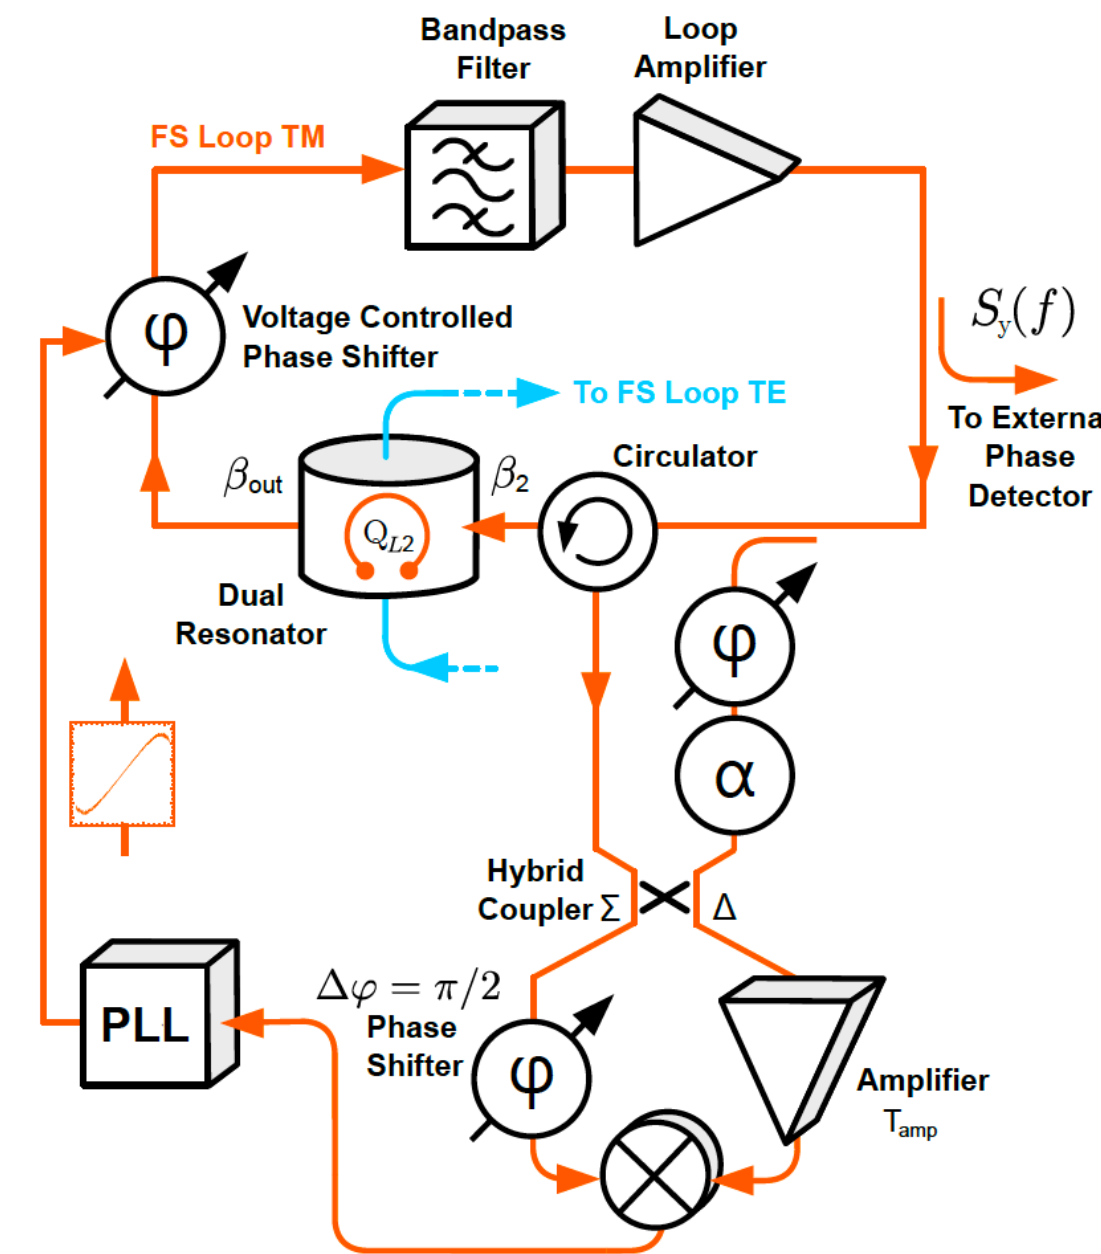 Bandpass
Filter
Loop
Amplifier
FS Loop TM
φ
Voltage Controlled
Phase Shifter
S_y(f)
To FS Loop TE
To Externa
Phase
Detector
Circulator
β_out
β_2
Q_L2
Dual
Resonator
φ
α
Hybrid
Coupler Σ
Δ
Δφ = π/2
Phase
Shifter
φ
PLL
Amplifier
T_amp